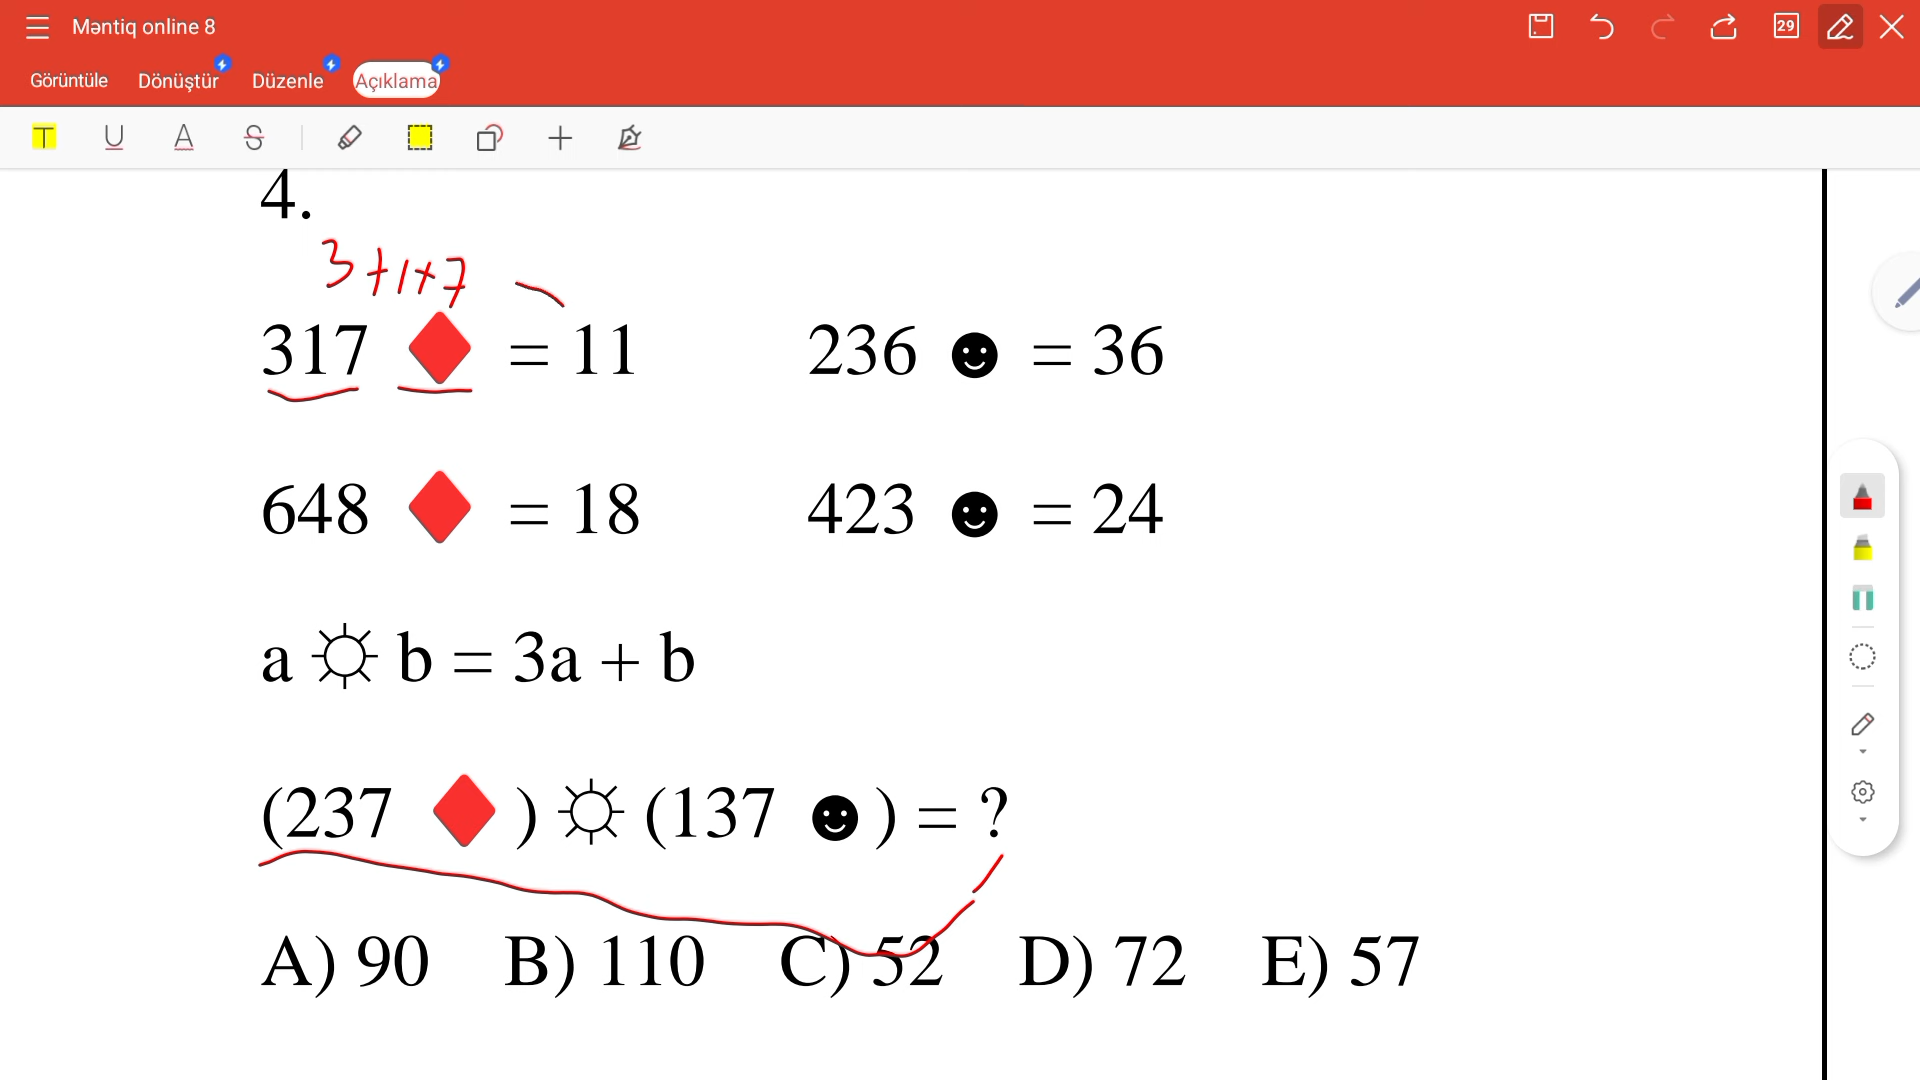 Məntiq online 8
29
Görüntüle Dönüştür Düzenle Açıklama
T U A S
4.
3+1+7
317 ♦ = 11 236 ☻ = 36
648 ♦ = 18 423 ☻ = 24
a ☼ b = 3a + b
(237 ♦ ) ☼ (137 ☻ ) = ?
A) 90 B) 110 C) 52 D) 72 E) 57